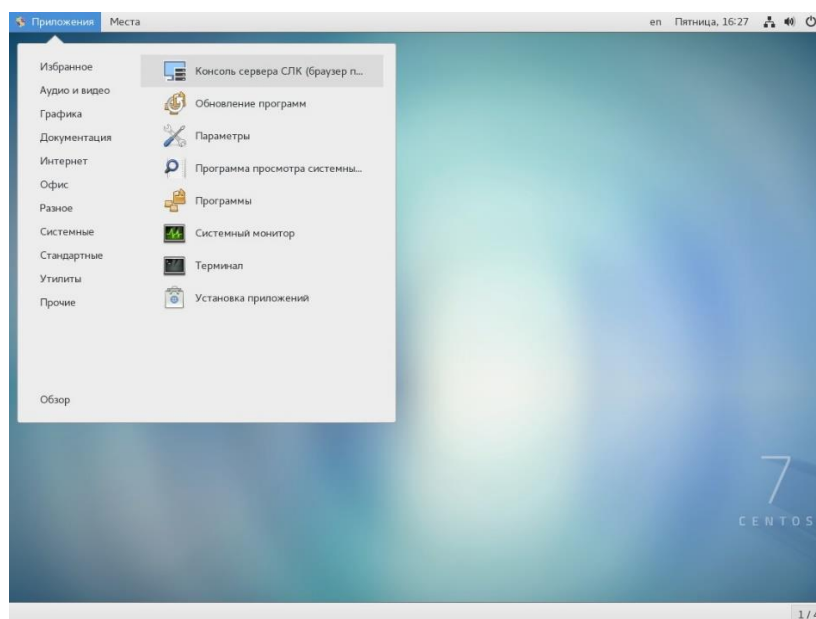 Приложения Места en Пятница, 16:27
Избранное
Аудио и видео
Графика
Документация
Интернет
Офис
Разное
Системные
Стандартные
Утилиты
Прочие
Обзор
Консоль сервера СЛК (браузер п...
Обновление программ
Параметры
Программа просмотра системны...
Программы
Системный монитор
Терминал
Установка приложений
7
CENTOS
1 / 4